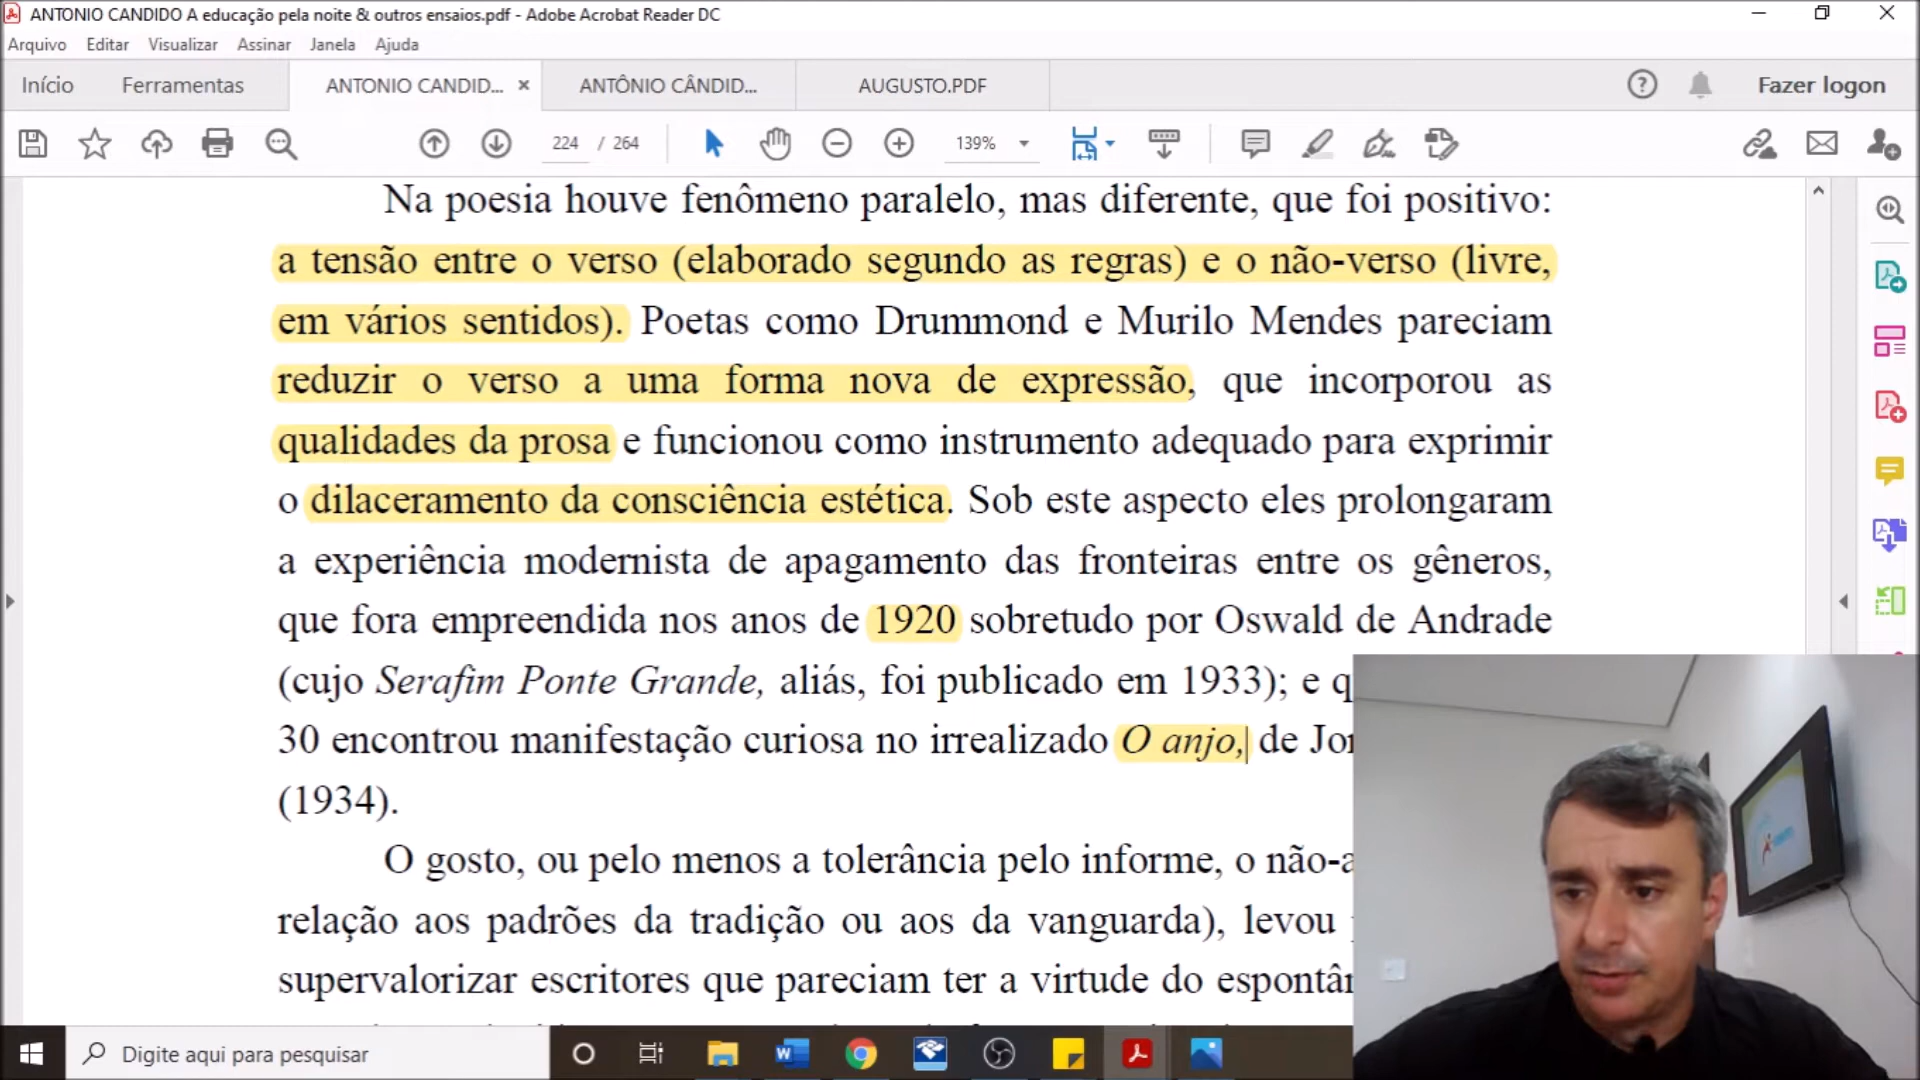 ANTONIO CANDIDO A educação pela noite & outros ensaios.pdf - Adobe Acrobat Reader DC
Arquivo Editar Visualizar Assinar Janela Ajuda
Início Ferramentas ANTONIO CANDID... × ANTÔNIO CÂNDID... AUGUSTO.PDF Fazer logon
224 / 264 139%
Na poesia houve fenômeno paralelo, mas diferente, que foi positivo:
a tensão entre o verso (elaborado segundo as regras) e o não-verso (livre,
em vários sentidos). Poetas como Drummond e Murilo Mendes pareciam
reduzir o verso a uma forma nova de expressão, que incorporou as
qualidades da prosa e funcionou como instrumento adequado para exprimir
o dilaceramento da consciência estética. Sob este aspecto eles prolongaram
a experiência modernista de apagamento das fronteiras entre os gêneros,
que fora empreendida nos anos de 1920 sobretudo por Oswald de Andrade
(cujo Serafim Ponte Grande, aliás, foi publicado em 1933); e
30 encontrou manifestação curiosa no irrealizado O anjo, de
(1934).
O gosto, ou pelo menos a tolerância pelo informe, o
relação aos padrões da tradição ou aos da vanguarda), levou
supervalorizar escritores que pareciam ter a virtude do
Digite aqui para pesquisar